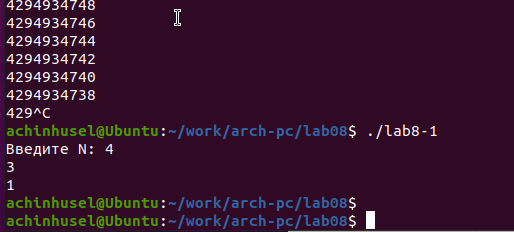 4294934748
4294934746
4294934744
4294934742
4294934740
4294934738
429^C
achinhusel@Ubuntu:~/work/arch-pc/lab08$ ./lab8-1
Введите N: 4
3
1
achinhusel@Ubuntu:~/work/arch-pc/lab08$
achinhusel@Ubuntu:~/work/arch-pc/lab08$